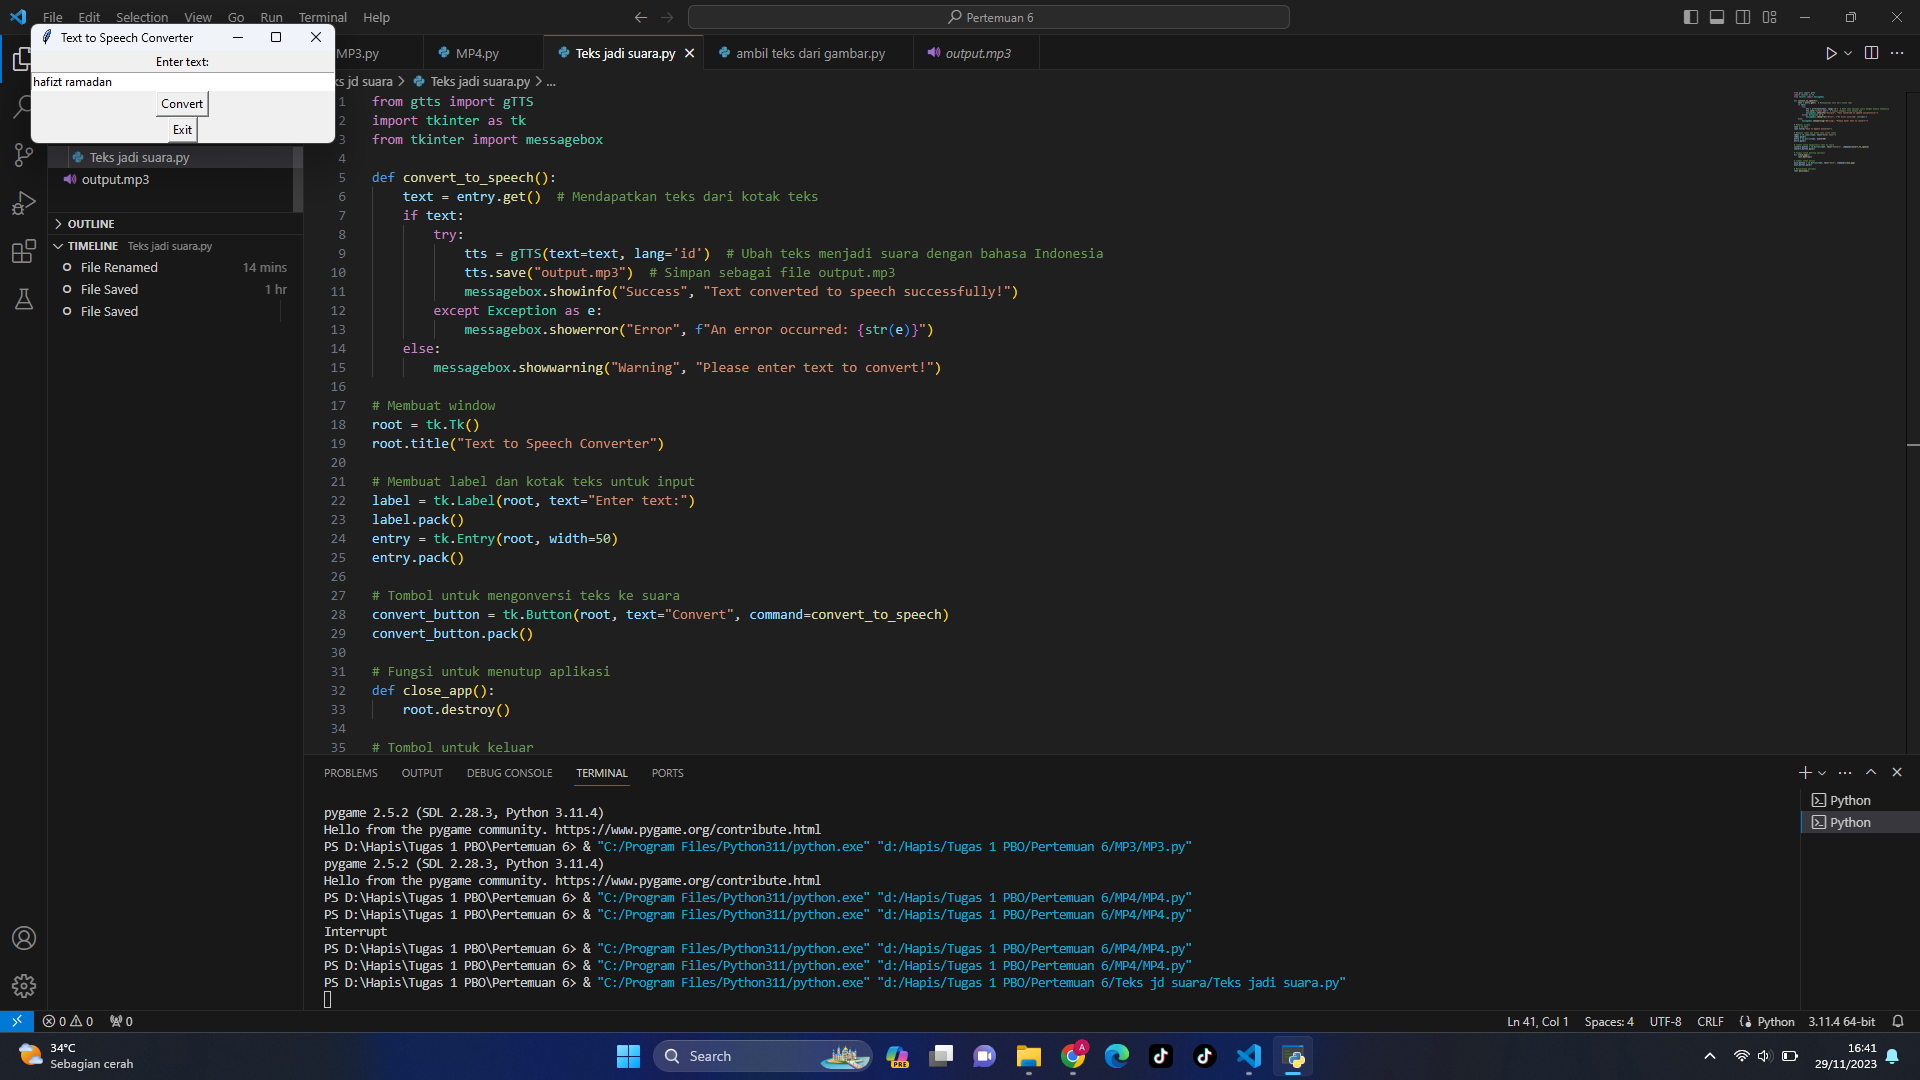 File Edit Selection View Go Run Terminal Help
Pertemuan 6
Text to Speech Converter
Enter text:
hafizt ramadan
Convert
Exit
MP3.py
MP4.py
Teks jadi suara.py
ambil teks dari gambar.py
output.mp3
ks jd suara > Teks jadi suara.py > ...
Teks jadi suara.py
output.mp3
OUTLINE
TIMELINE Teks jadi suara.py
File Renamed 14 mins
File Saved 1 hr
File Saved
1 from gtts import gTTS
2 import tkinter as tk
3 from tkinter import messagebox
4
5 def convert_to_speech():
6 text = entry.get()  # Mendapatkan teks dari kotak teks
7 if text:
8 try:
9 tts = gTTS(text=text, lang='id')  # Ubah teks menjadi suara dengan bahasa Indonesia
10 tts.save("output.mp3")  # Simpan sebagai file output.mp3
11 messagebox.showinfo("Success", "Text converted to speech successfully!")
12 except Exception as e:
13 messagebox.showerror("Error", f"An error occurred: {str(e)}")
14 else:
15 messagebox.showwarning("Warning", "Please enter text to convert!")
16
17 # Membuat window
18 root = tk.Tk()
19 root.title("Text to Speech Converter")
20
21 # Membuat label dan kotak teks untuk input
22 label = tk.Label(root, text="Enter text:")
23 label.pack()
24 entry = tk.Entry(root, width=50)
25 entry.pack()
26
27 # Tombol untuk mengonversi teks ke suara
28 convert_button = tk.Button(root, text="Convert", command=convert_to_speech)
29 convert_button.pack()
30
31 # Fungsi untuk menutup aplikasi
32 def close_app():
33 root.destroy()
34
35 # Tombol untuk keluar
PROBLEMS OUTPUT DEBUG CONSOLE TERMINAL PORTS
pygame 2.5.2 (SDL 2.28.3, Python 3.11.4)
Hello from the pygame community. https://www.pygame.org/contribute.html
PS D:\Hapis\Tugas 1 PBO\Pertemuan 6> & "C:/Program Files/Python311/python.exe" "d:/Hapis/Tugas 1 PBO/Pertemuan 6/MP3/MP3.py"
pygame 2.5.2 (SDL 2.28.3, Python 3.11.4)
Hello from the pygame community. https://www.pygame.org/contribute.html
PS D:\Hapis\Tugas 1 PBO\Pertemuan 6> & "C:/Program Files/Python311/python.exe" "d:/Hapis/Tugas 1 PBO/Pertemuan 6/MP4/MP4.py"
PS D:\Hapis\Tugas 1 PBO\Pertemuan 6> & "C:/Program Files/Python311/python.exe" "d:/Hapis/Tugas 1 PBO/Pertemuan 6/MP4/MP4.py"
Interrupt
PS D:\Hapis\Tugas 1 PBO\Pertemuan 6> & "C:/Program Files/Python311/python.exe" "d:/Hapis/Tugas 1 PBO/Pertemuan 6/MP4/MP4.py"
PS D:\Hapis\Tugas 1 PBO\Pertemuan 6> & "C:/Program Files/Python311/python.exe" "d:/Hapis/Tugas 1 PBO/Pertemuan 6/MP4/MP4.py"
PS D:\Hapis\Tugas 1 PBO\Pertemuan 6> & "C:/Program Files/Python311/python.exe" "d:/Hapis/Tugas 1 PBO/Pertemuan 6/Teks jd suara/Teks jadi suara.py"
Python
Python
0 0 0
Ln 41, Col 1 Spaces: 4 UTF-8 CRLF Python 3.11.4 64-bit
34°C
Sebagian cerah
Search
PRE
A
16:41
29/11/2023